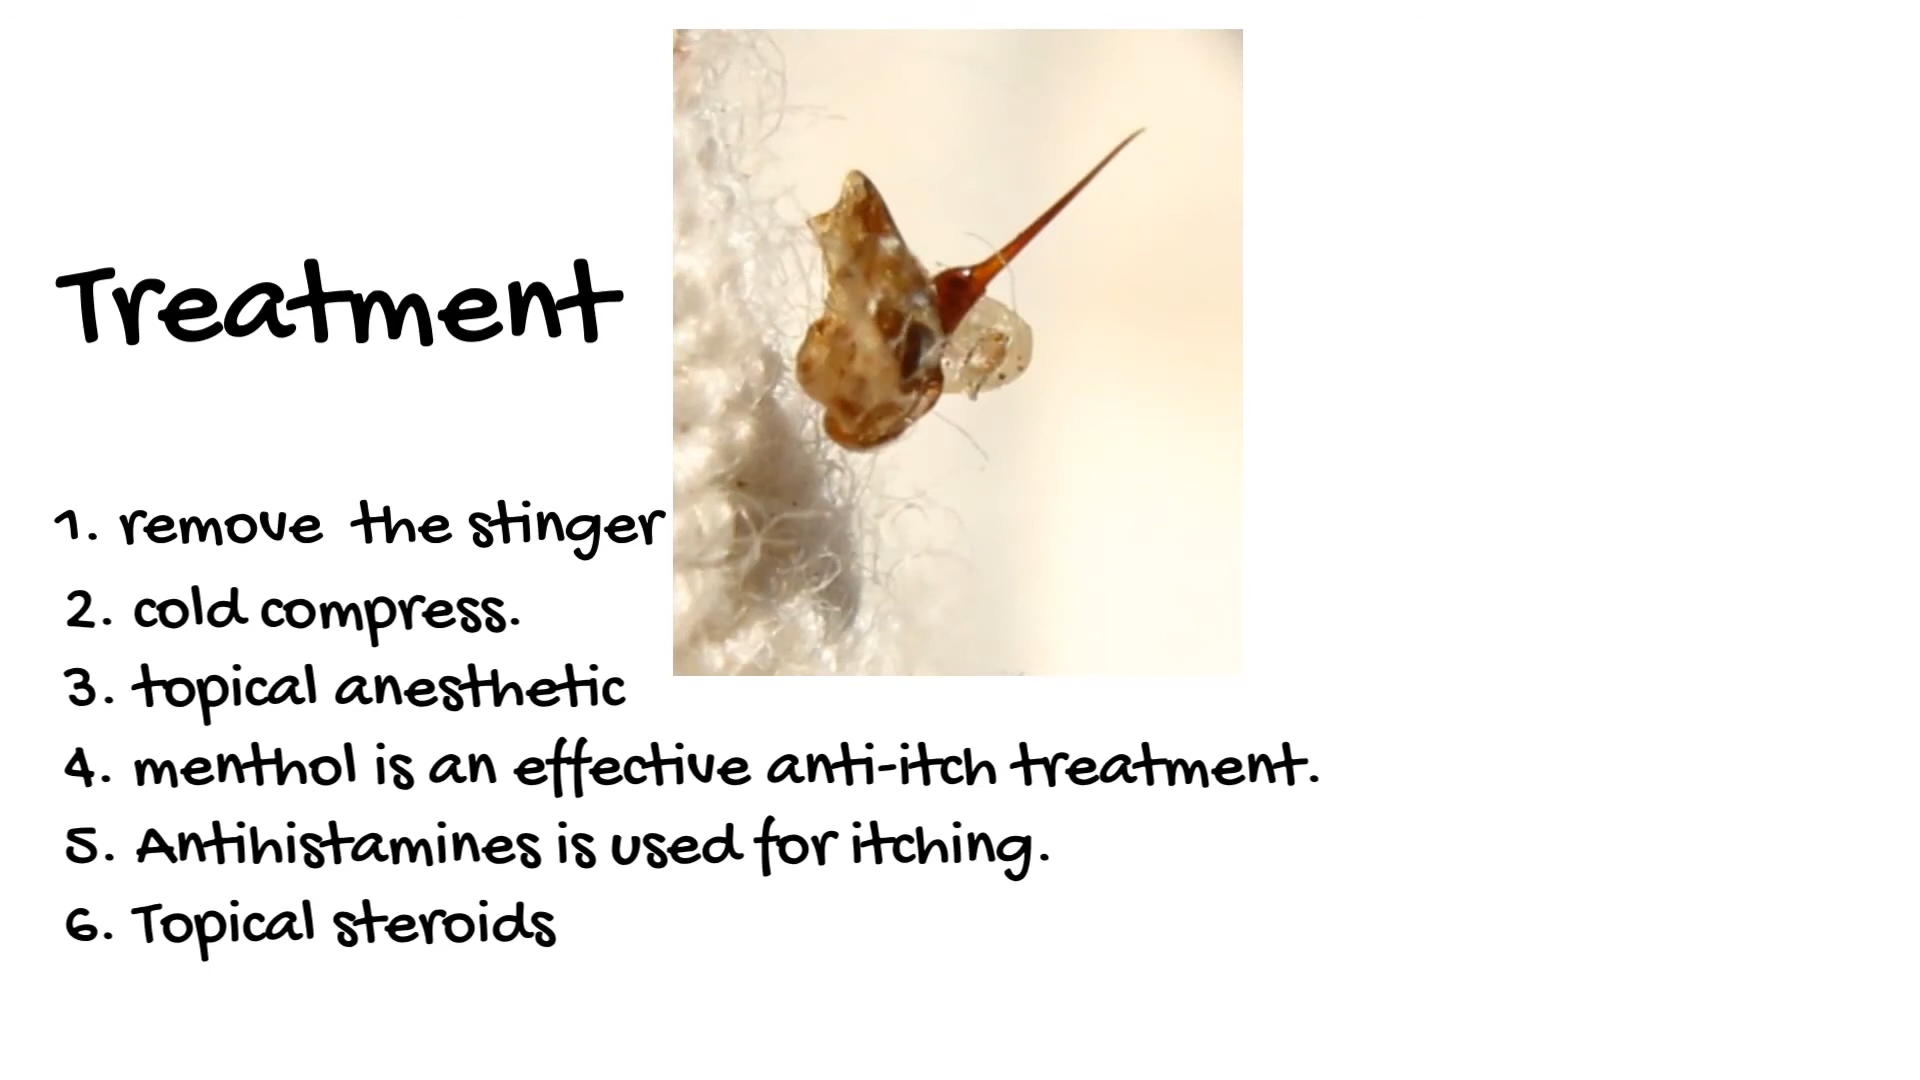 Treatment
1. remove the stinger
2. cold compress.
3. topical anesthetic
4. menthol is an effective anti-itch treatment.
5. Antihistamines is used for itching.
6. Topical steroids